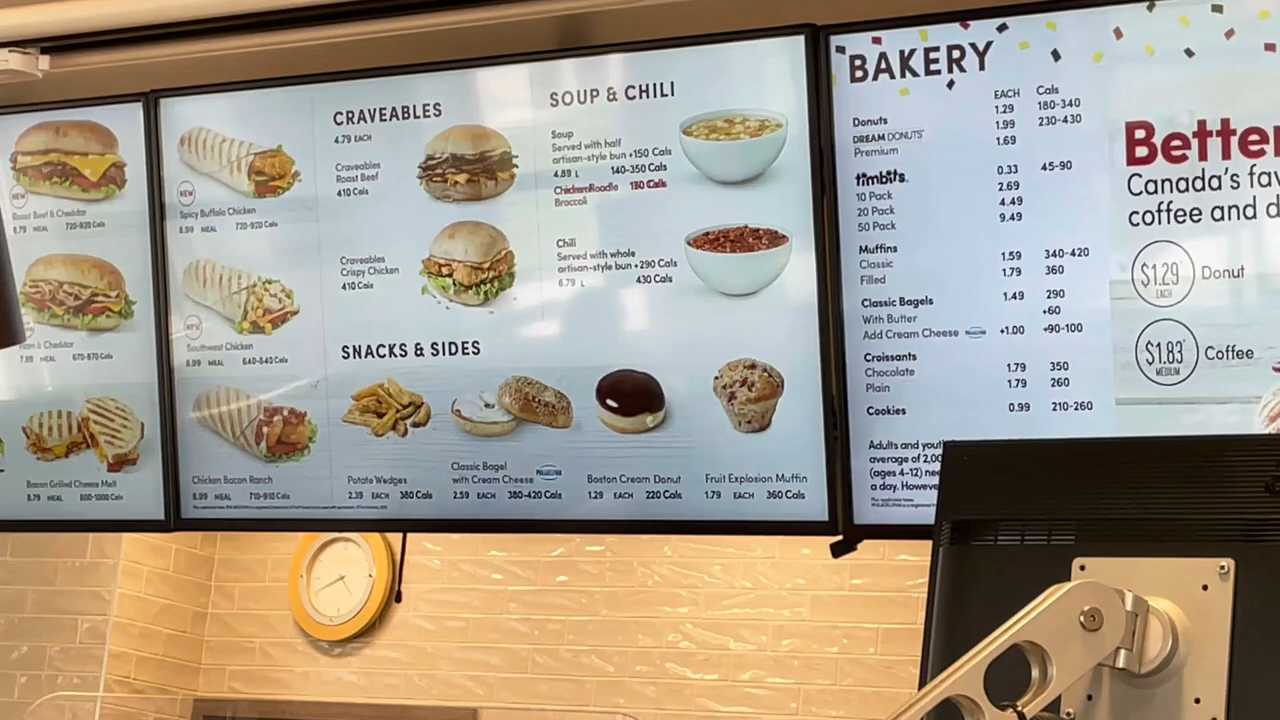 NEW
Roast Beef & Cheddar
8.79 MEAL 720-920 Cals
Ham & Cheddar
7.89 MEAL 670-870 Cals
Bacon Grilled Cheese Melt
8.79 MEAL
NEW
Spicy Buffalo Chicken
8.99 MEAL 720-920 Cals
NEW
Southwest Chicken
8.99 MEAL 640-840 Cals
Chicken Bacon Ranch
8.99 MEAL 710-910 Cals
CRAVEABLES
4.79 EACH
Craveables
Roast Beef
410 Cals
Craveables
Crispy Chicken
410 Cals
SOUP & CHILI
Soup
Served with half
artisan-style bun +150 Cals
140-350 Cals
Broccoli
Chili
Served with whole
artisan-style bun +290 Cals
6.79 430 Cals
SNACKS & SIDES
Potato Wedges
2.39 EACH 380 Cals
Classic Bagel
with Cream Cheese PHILADELPHIA
2.59 EACH 380-420 Cals
Boston Cream Donut
1.29 EACH 220 Cals
Fruit Explosion Muffin
1.79 EACH 360 Cals
BAKERY
EACH Cals
Donuts 1.29 180-340
DREAM DONUTS 1.99 230-430
Premium 1.69
timbits. 0.33 45-90
10 Pack 2.69
20 Pack 4.49
50 Pack 9.49
Muffins
Classic 1.59 340-420
Filled 1.79 360
Classic Bagels 1.49 290
With Butter +60
Add Cream Cheese +1.00 +90-100
Croissants
Chocolate 1.79 350
Plain 1.79 260
Cookies 0.99 210-260
Adults and yout
average of 2,00
(ages 4-12) nee
a day. Howeve
Better
Canada's fav
coffee and d
$1.29 EACH Donut
$1.83 MEDIUM Coffee